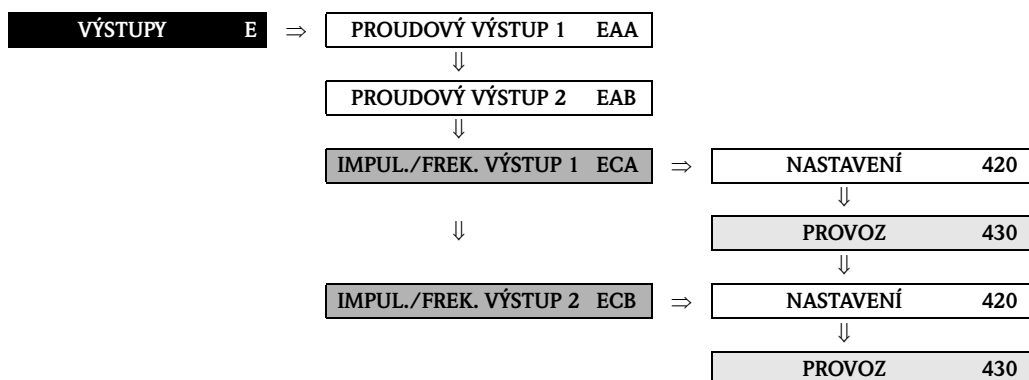 VÝSTUPY E ⇒ PROUDOVÝ VÝSTUP 1 EAA
⇓
PROUDOVÝ VÝSTUP 2 EAB
⇓
IMPUL./FREK. VÝSTUP 1 ECA ⇒ NASTAVENÍ 420
⇓
⇓ PROVOZ 430
⇓
IMPUL./FREK. VÝSTUP 2 ECB ⇒ NASTAVENÍ 420
⇓
PROVOZ 430